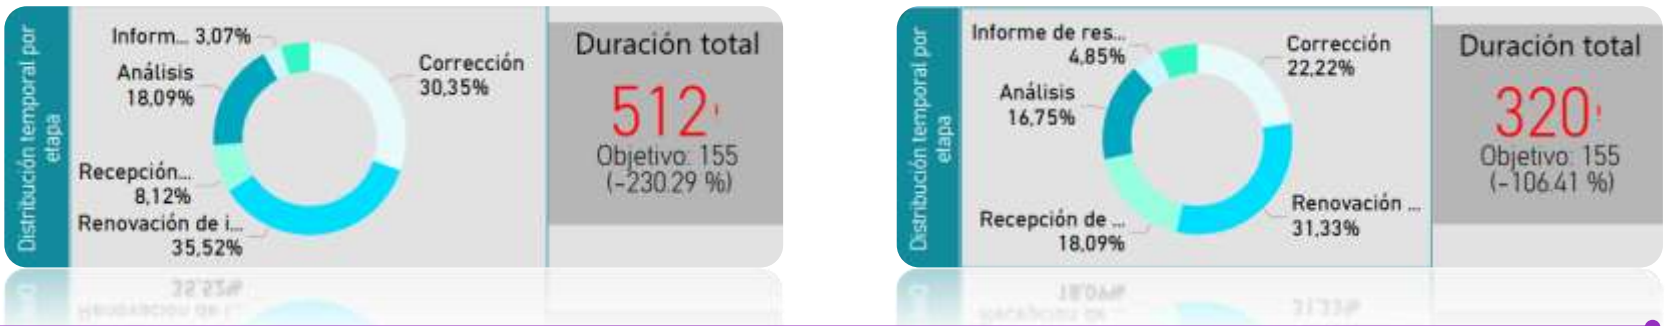 Distribución temporal por
etapa
Inform... 3,07%
Análisis
18,09%
Recepción...
8,12%
Renovación de i...
35,52%
Corrección
30,35%
Duración total
512!
Objetivo: 155
(-230.29 %)
Distribución temporal por
etapa
Informe de res...
4,85%
Análisis
16,75%
Recepción de ...
18,09%
Corrección
22,22%
Renovación ...
31,33%
Duración total
320!
Objetivo: 155
(-106.41 %)